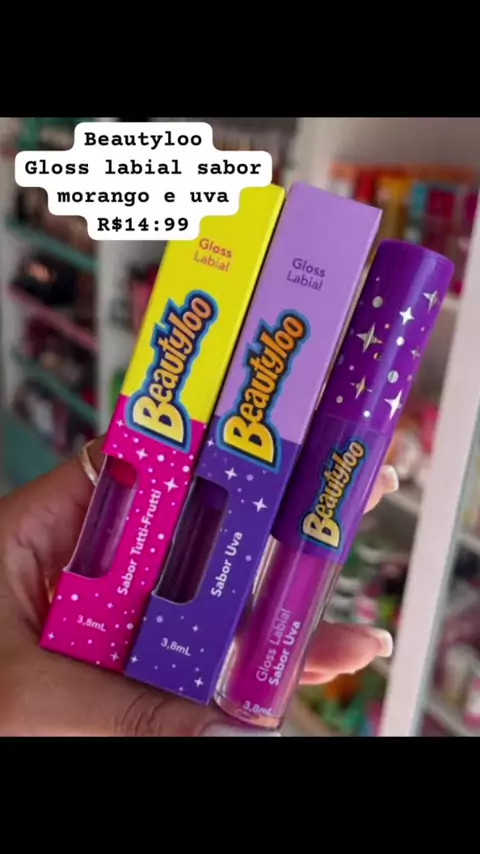 Beautyloo
Gloss labial sabor
morango e uva
R$14:99
Gloss
Labial
Beautyloo
Sabor Tutti-Frutti
3,8mL
Gloss
Labial
Beautyloo
Sabor Uva
3,8mL
Beautyloo
Gloss Labial
Sabor Uva
3,8mL